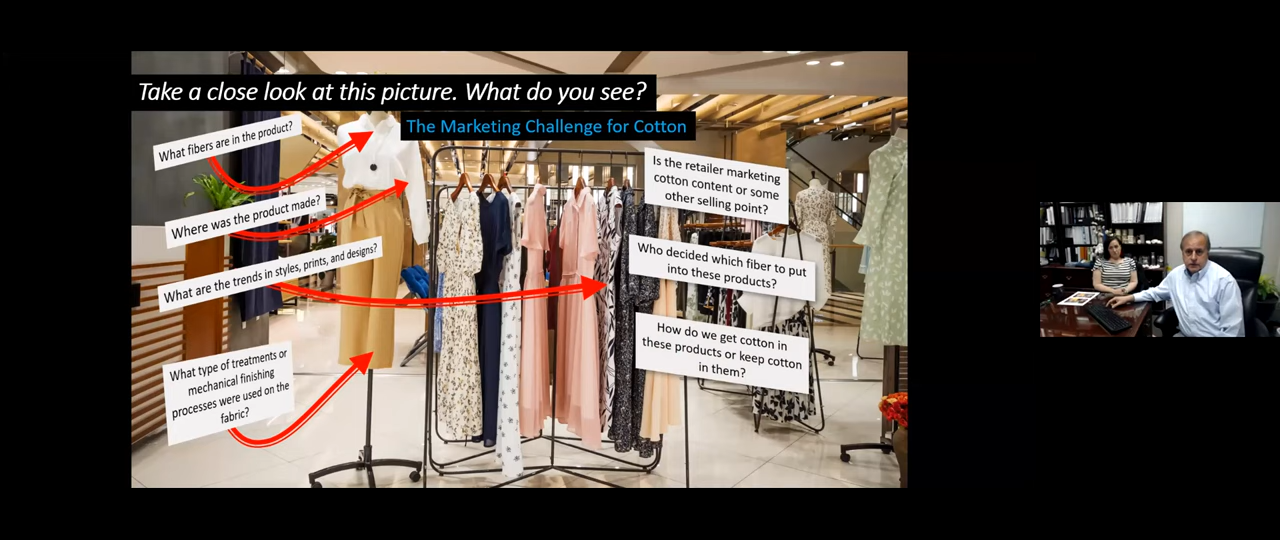 Take a close look at this picture. What do you see?
The Marketing Challenge for Cotton
What fibers are in the product?
Where was the product made?
What are the trends in styles, prints, and designs?
What type of treatments or
mechanical finishing
processes were used on the
fabric?
Is the retailer marketing
cotton content or some
other selling point?
Who decided which fiber to put
into these products?
How do we get cotton in
these products or keep cotton
in them?